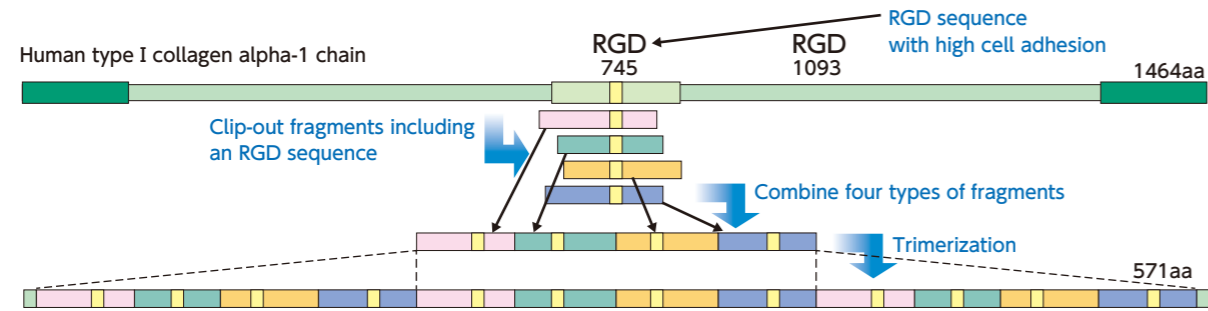 RGD sequence
with high cell adhesion
Human type I collagen alpha-1 chain
RGD
745
RGD
1093
1464aa
Clip-out fragments including
an RGD sequence
Combine four types of fragments
Trimerization
571aa